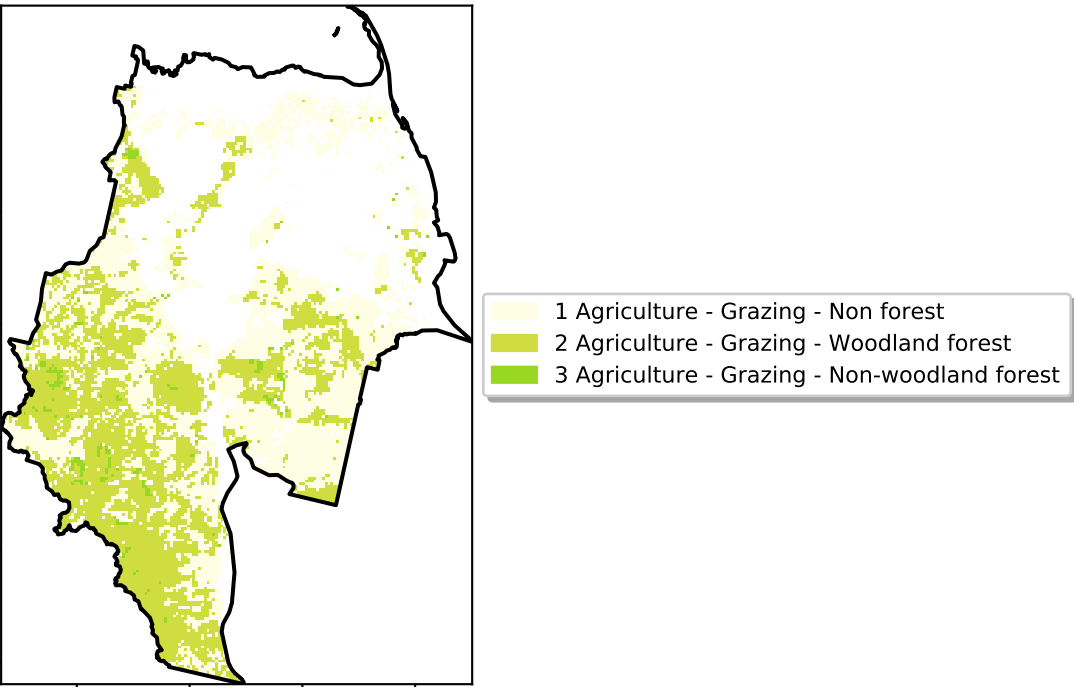 1 Agriculture - Grazing - Non forest
2 Agriculture - Grazing - Woodland forest
3 Agriculture - Grazing - Non-woodland forest